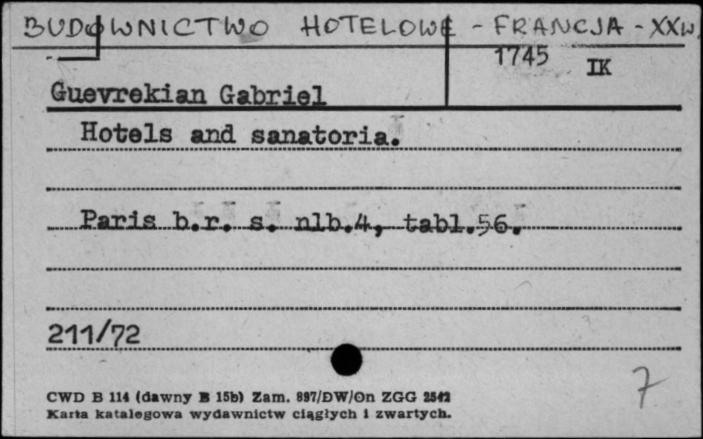 BUDOWNICTWO HOTELOWE - FRANCJA - XXw.
1745 IK
Guevrekian Gabriel
Hotels and sanatoria.
Paris b.r. s. nlb.4, tabl.56.
211/72
7
CWD B 114 (dawny B 15b) Zam. 897/DW/On ZGG 2542
Karta katalogowa wydawnictw ciągłych i zwartych.